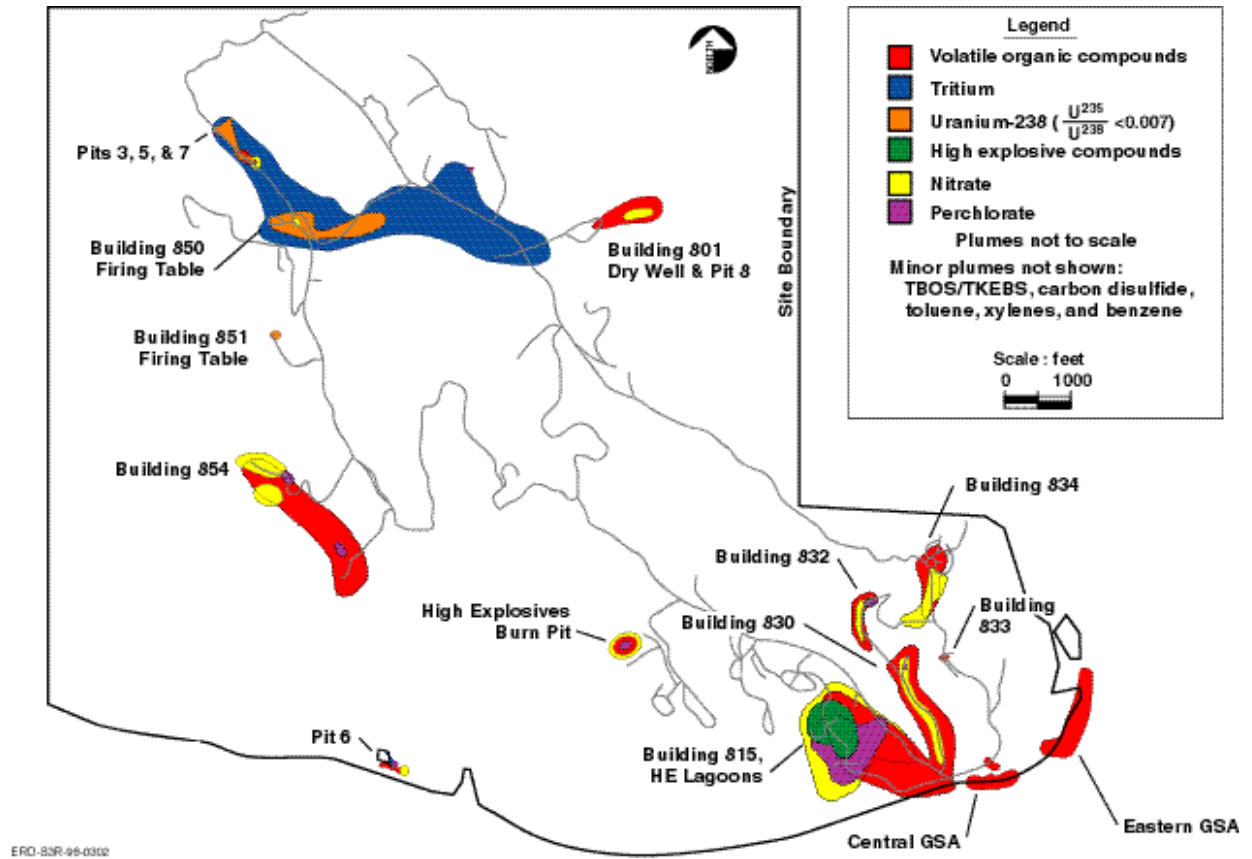 NORTH
Legend
Volatile organic compounds
Tritium
Uranium-238 ( U235 / U238 <0.007)
High explosive compounds
Nitrate
Perchlorate
Plumes not to scale
Minor plumes not shown:
TBOS/TKEBS, carbon disulfide,
toluene, xylenes, and benzene
Scale : feet
0 1000
Site Boundary
Pits 3, 5, & 7
Building 850
Firing Table
Building 801
Dry Well & Pit 8
Building 851
Firing Table
Building 854
Building 834
Building 832
High Explosives
Burn Pit
Building 830
Building
833
Pit 6
Building 815,
HE Lagoons
Eastern GSA
Central GSA
ERD-S3R-98-0302